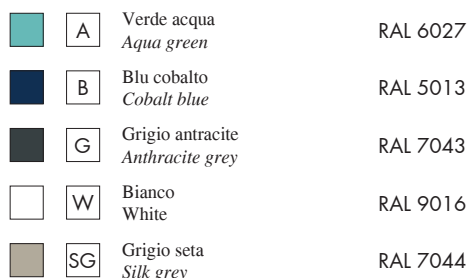 A
Verde acqua
Aqua green
RAL 6027
B
Blu cobalto
Cobalt blue
RAL 5013
G
Grigio antracite
Anthracite grey
RAL 7043
W
Bianco
White
RAL 9016
SG
Grigio seta
Silk grey
RAL 7044